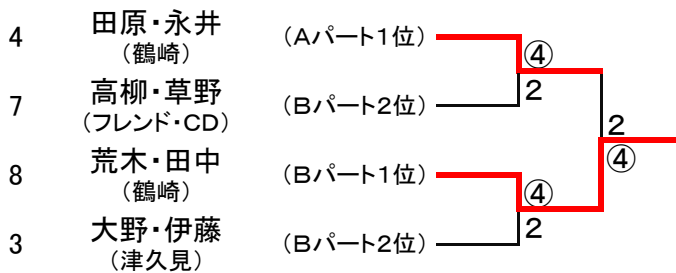 4 田原・永井 (Aパート1位)
(鶴崎)
④
2
7 高柳・草野 (Bパート2位)
(フレンド・CD)
2
④
8 荒木・田中 (Bパート1位)
(鶴崎)
④
2
3 大野・伊藤 (Bパート2位)
(津久見)